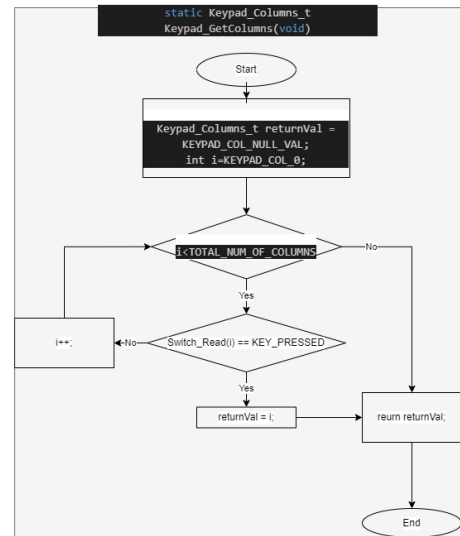 static Keypad_Columns_t
Keypad_GetColumns(void)
Start
Keypad_Columns_t returnVal =
KEYPAD_COL_NULL_VAL;
int i=KEYPAD_COL_0;
i<TOTAL_NUM_OF_COLUMNS
No
Yes
Switch_Read(i) == KEY_PRESSED
No
i++;
Yes
returnVal = i;
reurn returnVal;
End